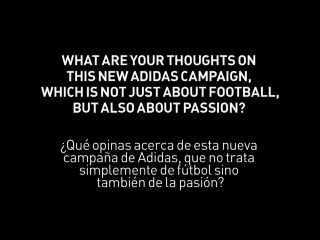 WHAT ARE YOUR THOUGHTS ON
THIS NEW ADIDAS CAMPAIGN,
WHICH IS NOT JUST ABOUT FOOTBALL,
BUT ALSO ABOUT PASSION?
¿Qué opinas acerca de esta nueva
campaña de Adidas, que no trata
simplemente de fútbol sino
también de la pasión?